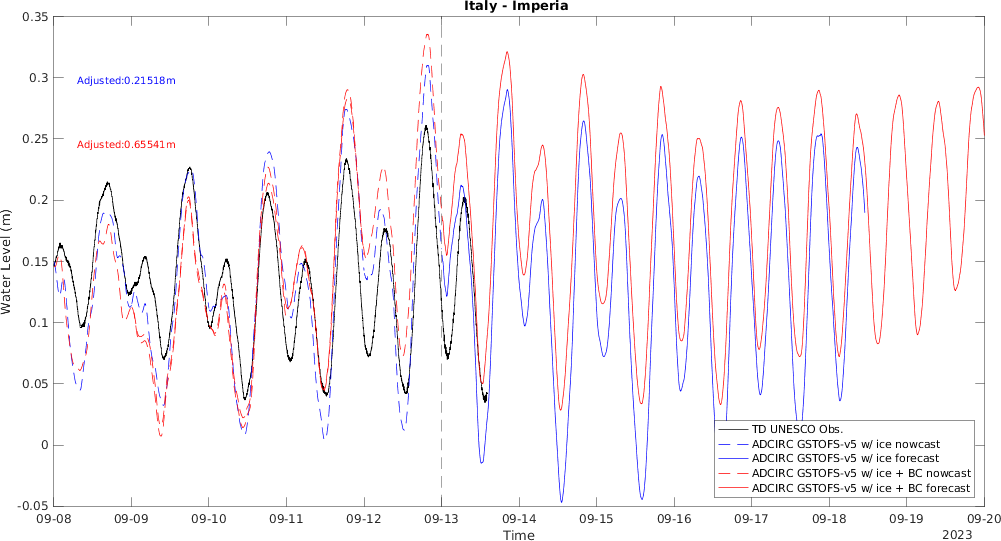 Italy - Imperia
0.35
0.3
0.25
0.2
0.15
0.1
0.05
0
-0.05
Water Level (m)
Adjusted:0.21518m
Adjusted:0.65541m
TD UNESCO Obs.
ADCIRC GSTOFS-v5 w/ ice nowcast
ADCIRC GSTOFS-v5 w/ ice forecast
ADCIRC GSTOFS-v5 w/ ice + BC nowcast
ADCIRC GSTOFS-v5 w/ ice + BC forecast
09-08 09-09 09-10 09-11 09-12 09-13 09-14 09-15 09-16 09-17 09-18 09-19 09-20
Time
2023